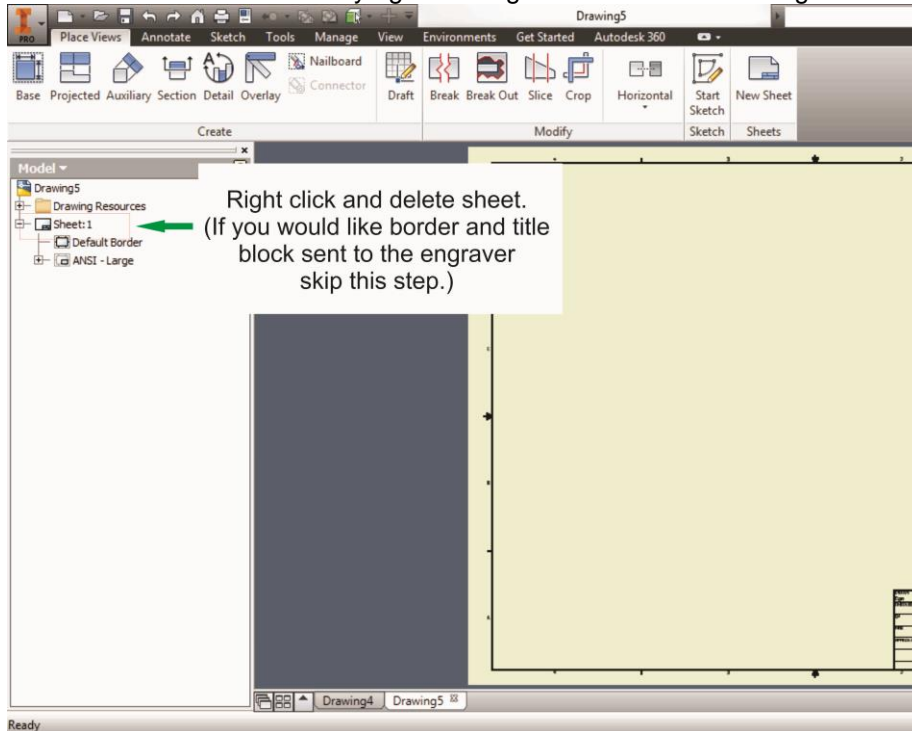 Drawing5
PRO
Place Views Annotate Sketch Tools Manage View Environments Get Started Autodesk 360
Nailboard
Connector
Base Projected Auxiliary Section Detail Overlay Draft Break Break Out Slice Crop Horizontal Start Sketch New Sheet
Create Modify Sketch Sheets
Model
Drawing5
Drawing Resources
Sheet:1
Default Border
ANSI - Large
Right click and delete sheet.
(If you would like border and title
block sent to the engraver
skip this step.)
Drawing4 Drawing5
Ready